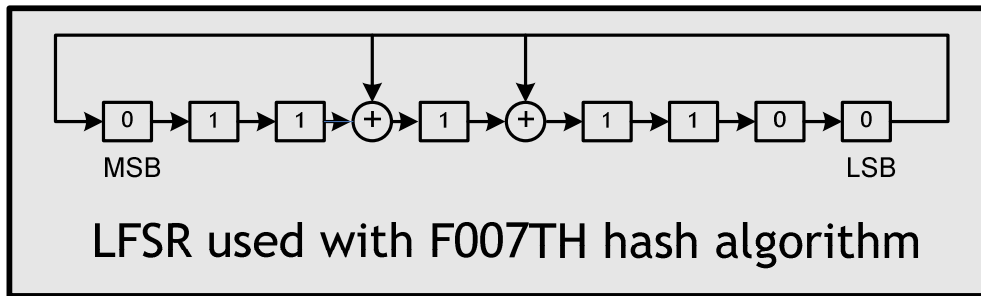 0 1 1 + 1 + 1 1 0 0
MSB LSB
LFSR used with F007TH hash algorithm